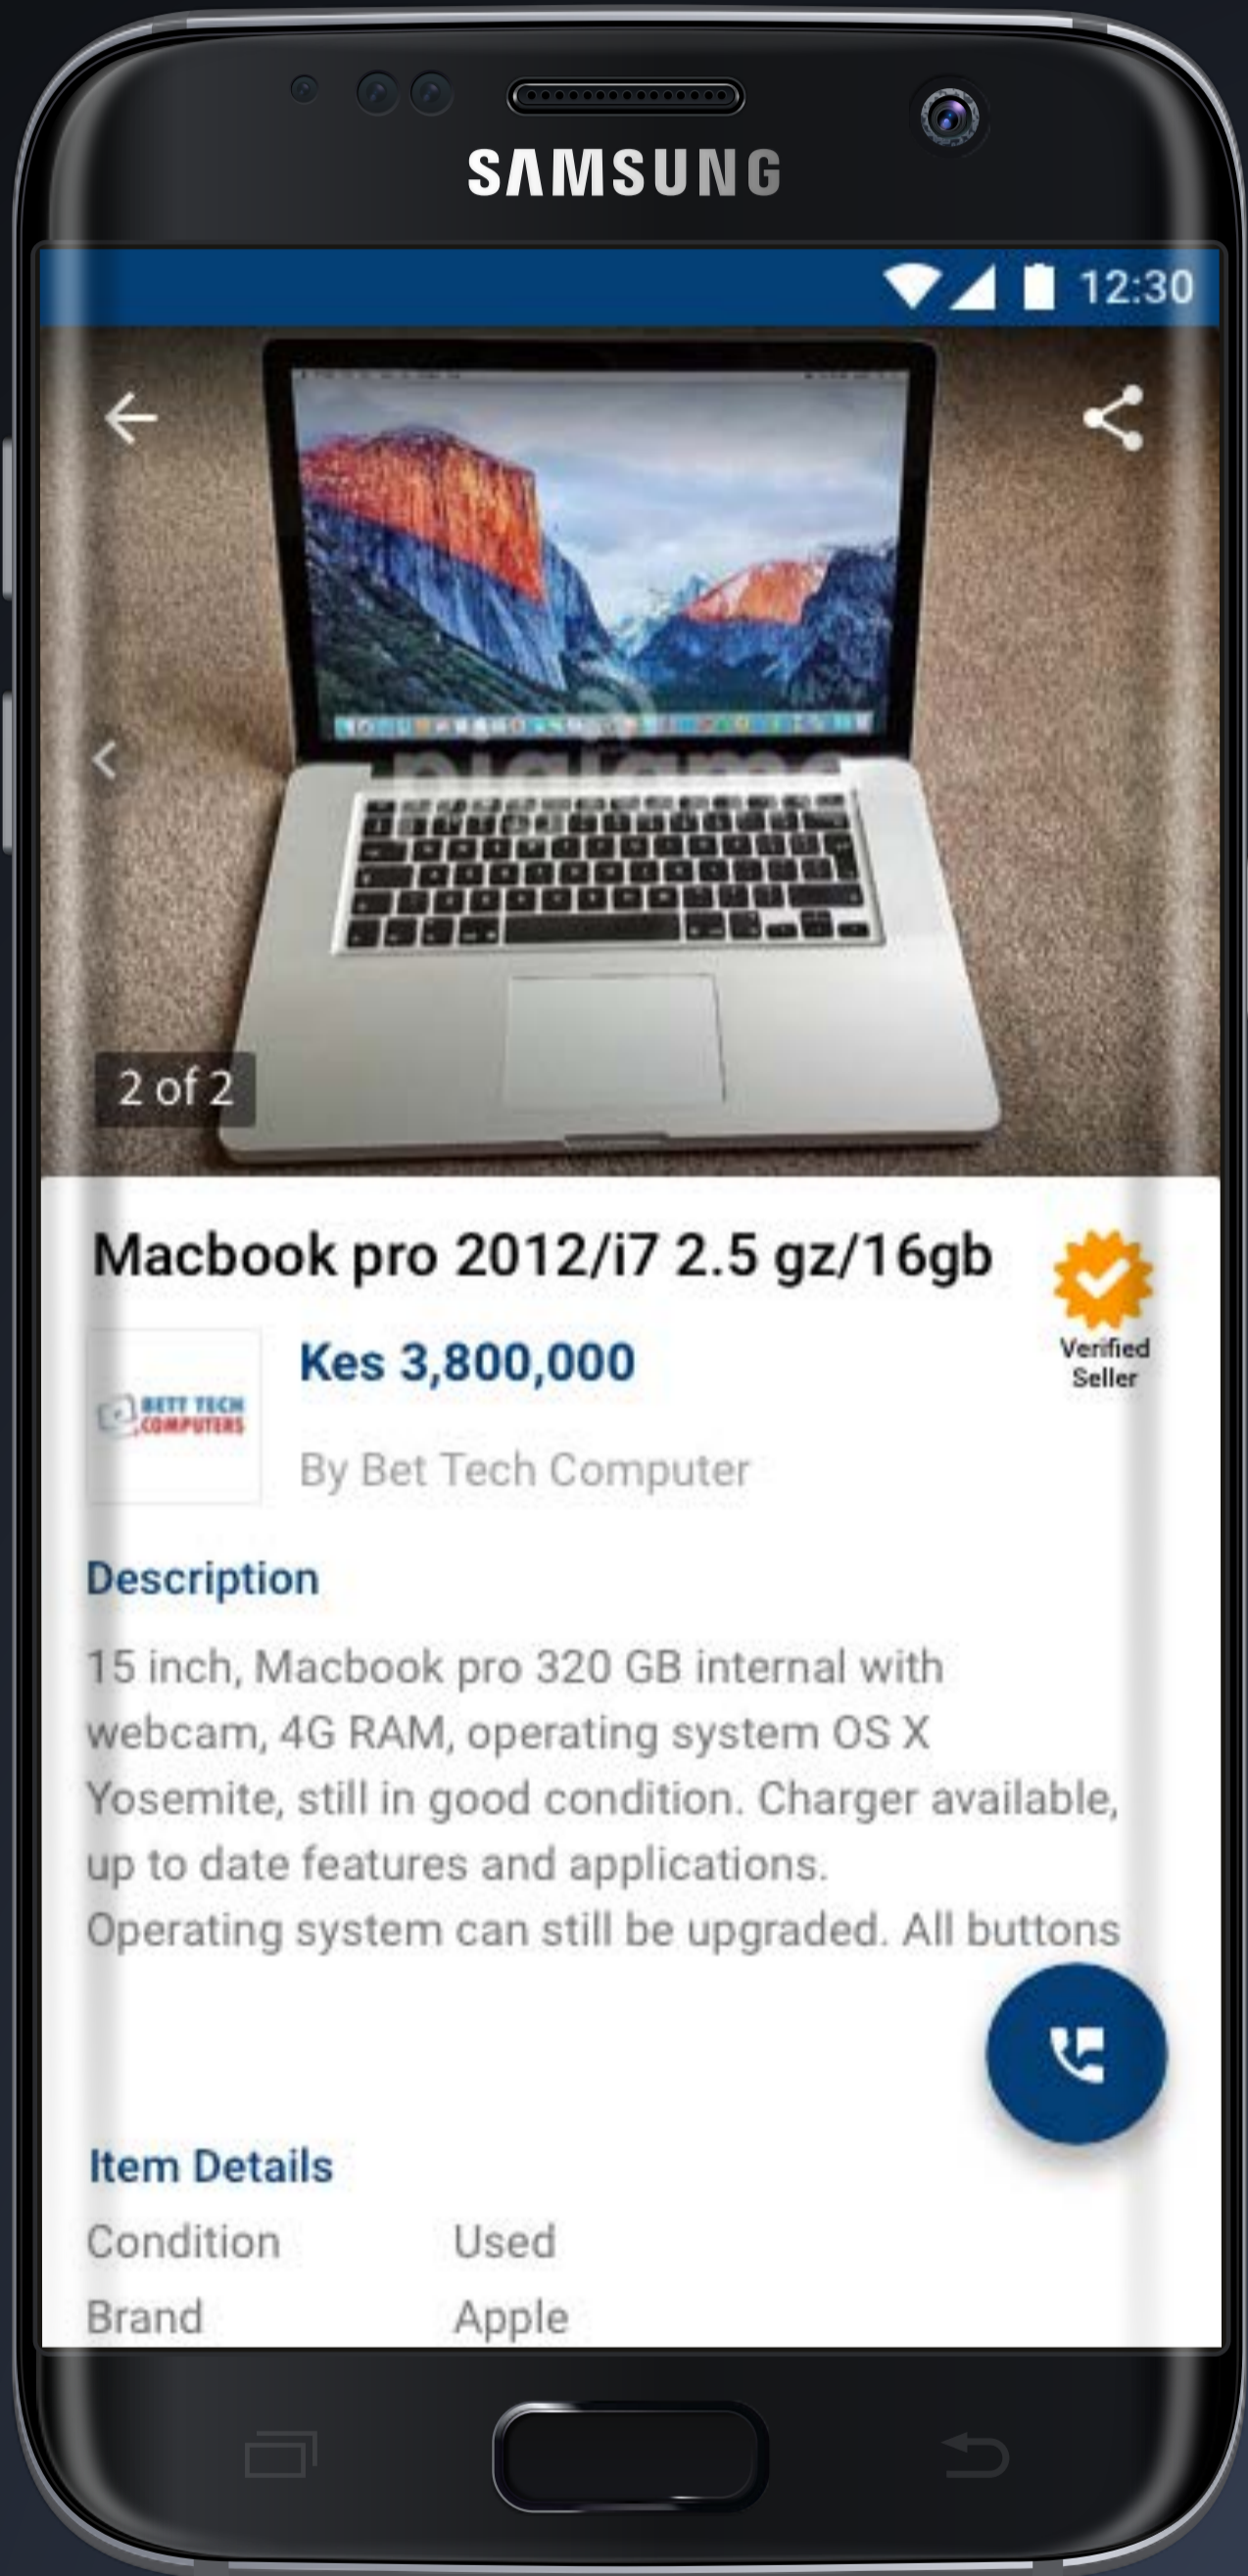 SAMSUNG
12:30
2 of 2
Macbook pro 2012/i7 2.5 gz/16gb
Verified
Seller
Kes 3,800,000
BETT TECH
COMPUTERS
By Bet Tech Computer
Description
15 inch, Macbook pro 320 GB internal with
webcam, 4G RAM, operating system OS X
Yosemite, still in good condition. Charger available,
up to date features and applications.
Operating system can still be upgraded. All buttons
Item Details
Condition Used
Brand Apple